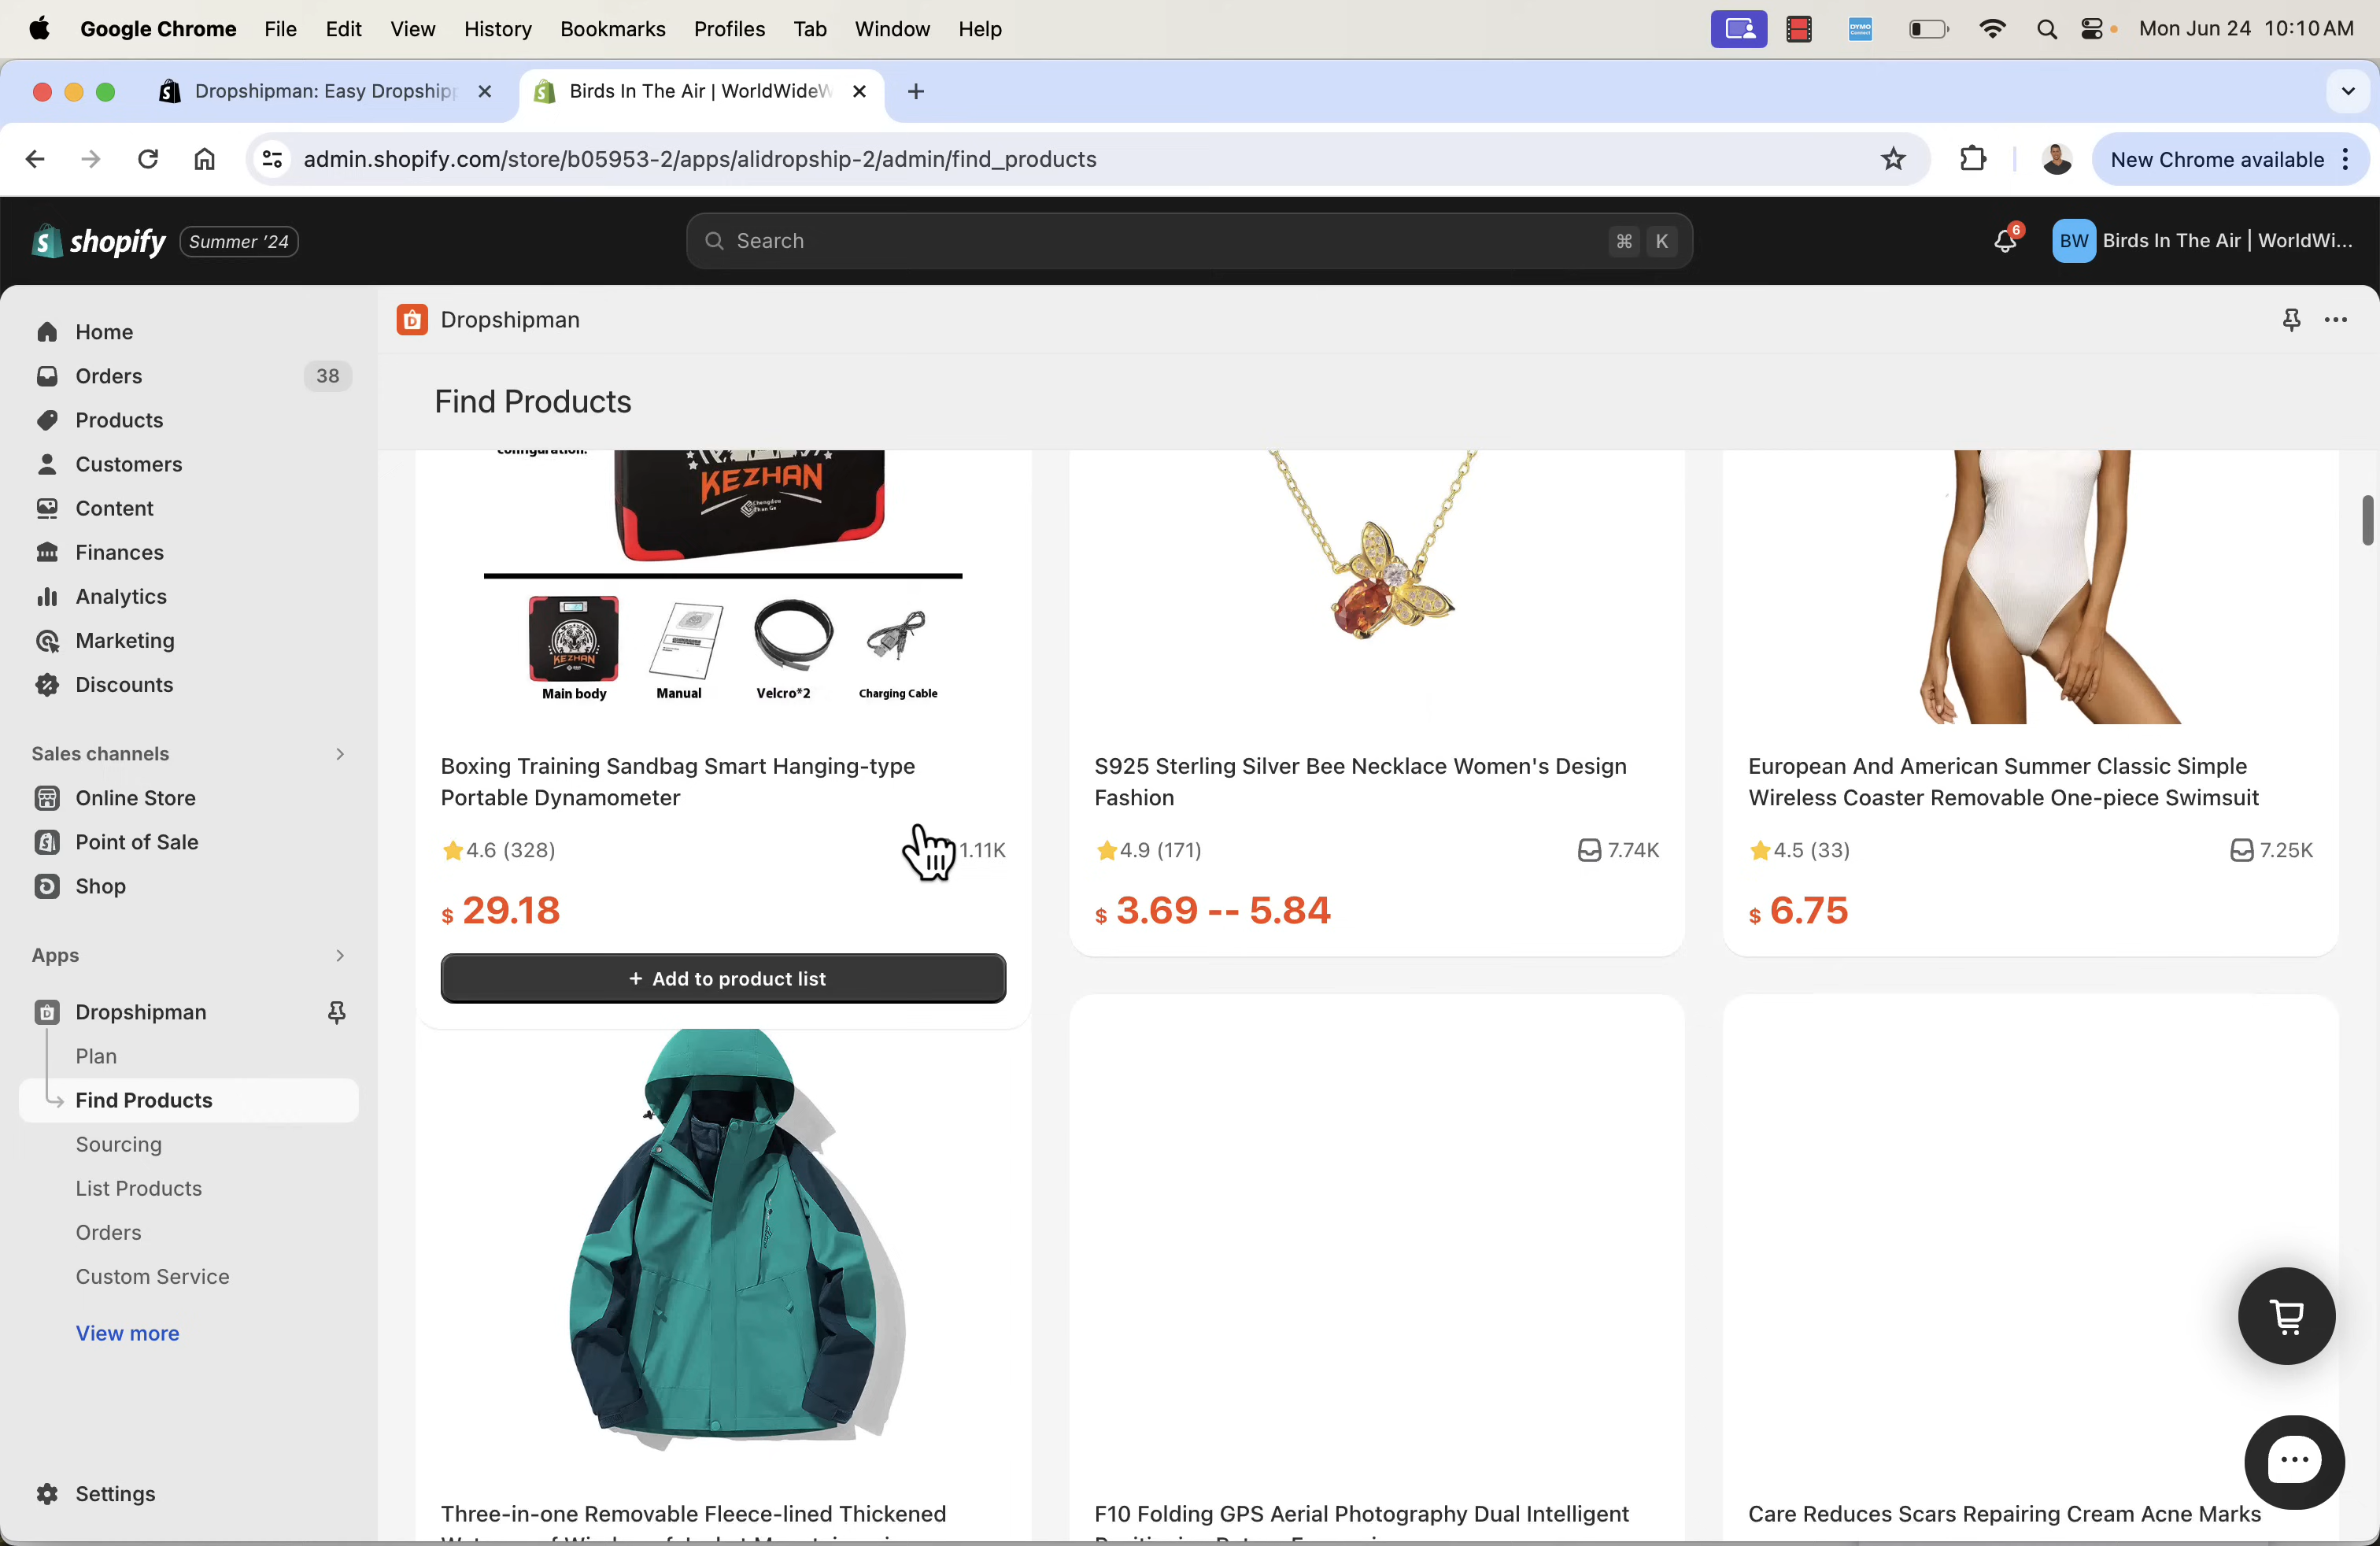 Google Chrome File Edit View History Bookmarks Profiles Tab Window Help
DYMO Connect
Mon Jun 24 10:10 AM
Dropshipman: Easy Dropship
Birds In The Air | WorldWideW
admin.shopify.com/store/b05953-2/apps/alidropship-2/admin/find_products
New Chrome available
shopify
Summer '24
Search
⌘ K
6
BW
Birds In The Air | WorldWi...
Home
Orders 38
Products
Customers
Content
Finances
Analytics
Marketing
Discounts
Sales channels
Online Store
Point of Sale
Shop
Apps
Dropshipman
Plan
Find Products
Sourcing
List Products
Orders
Custom Service
View more
Settings
Dropshipman
Find Products
configuration.
KEZHAN
KEZHAN
Main body
Manual
Velcro*2
Charging Cable
Boxing Training Sandbag Smart Hanging-type
Portable Dynamometer
4.6 (328)
1.11K
$ 29.18
+ Add to product list
S925 Sterling Silver Bee Necklace Women's Design
Fashion
4.9 (171)
7.74K
$ 3.69 -- 5.84
European And American Summer Classic Simple
Wireless Coaster Removable One-piece Swimsuit
4.5 (33)
7.25K
$ 6.75
Three-in-one Removable Fleece-lined Thickened
F10 Folding GPS Aerial Photography Dual Intelligent
Care Reduces Scars Repairing Cream Acne Marks